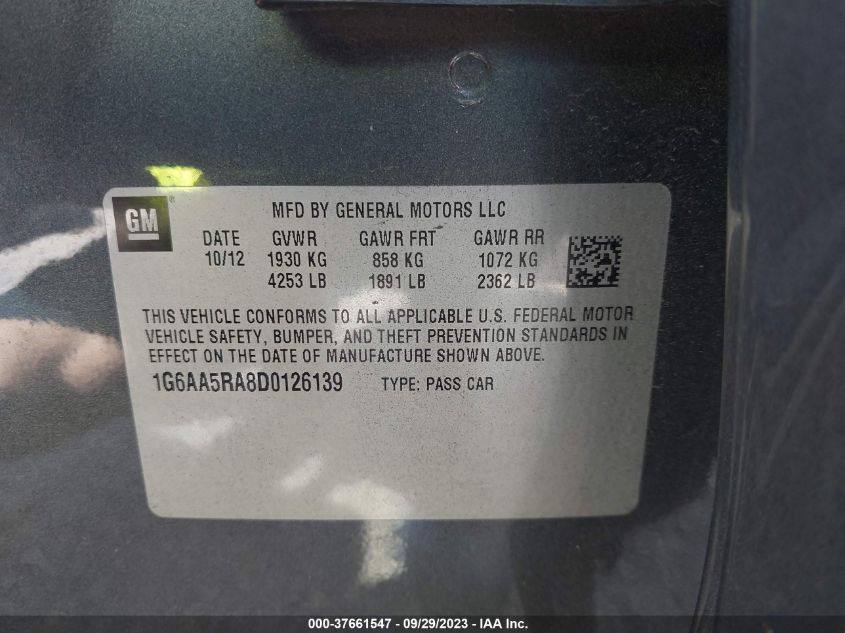 GM®
MFD BY GENERAL MOTORS LLC
DATE GVWR GAWR FRT GAWR RR
10/12 1930 KG 858 KG 1072 KG
4253 LB 1891 LB 2362 LB
THIS VEHICLE CONFORMS TO ALL APPLICABLE U.S. FEDERAL MOTOR
VEHICLE SAFETY, BUMPER, AND THEFT PREVENTION STANDARDS IN
EFFECT ON THE DATE OF MANUFACTURE SHOWN ABOVE.
1G6AA5RA8D0126139 TYPE: PASS CAR
000-37661547 - 09/29/2023 - IAA Inc.